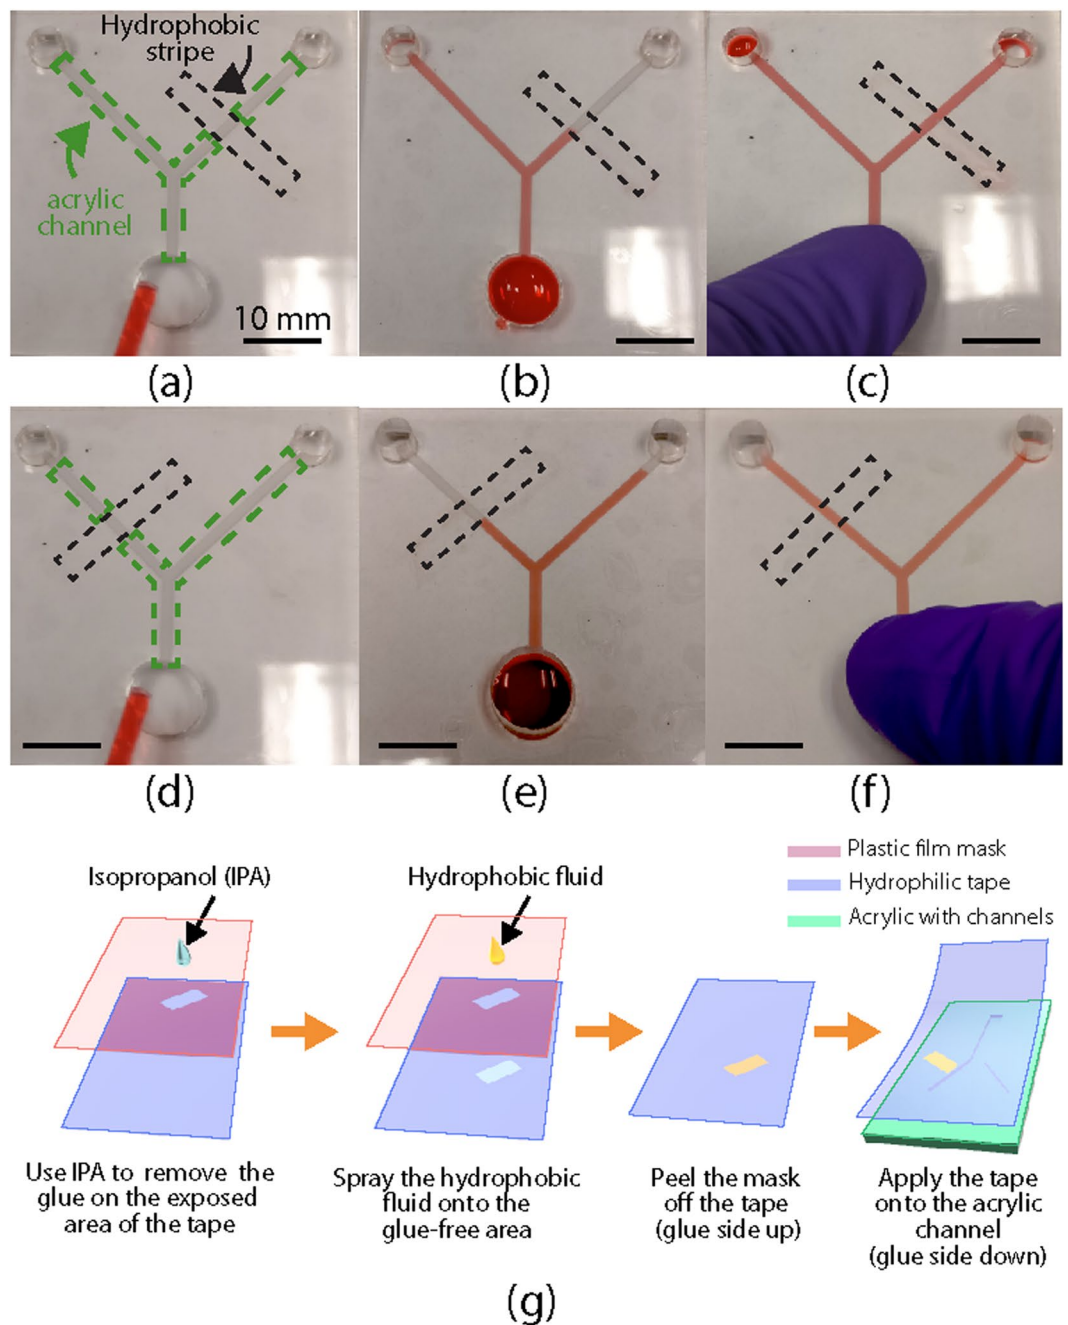 Hydrophobic
stripe
acrylic
channel
10 mm
(a)
(b)
(c)
(d)
(e)
(f)
Plastic film mask
Hydrophilic tape
Acrylic with channels
Isopropanol (IPA)
Hydrophobic fluid
Use IPA to remove the
glue on the exposed
area of the tape
Spray the hydrophobic
fluid onto the
glue-free area
Peel the mask
off the tape
(glue side up)
Apply the tape
onto the acrylic
channel
(glue side down)
(g)